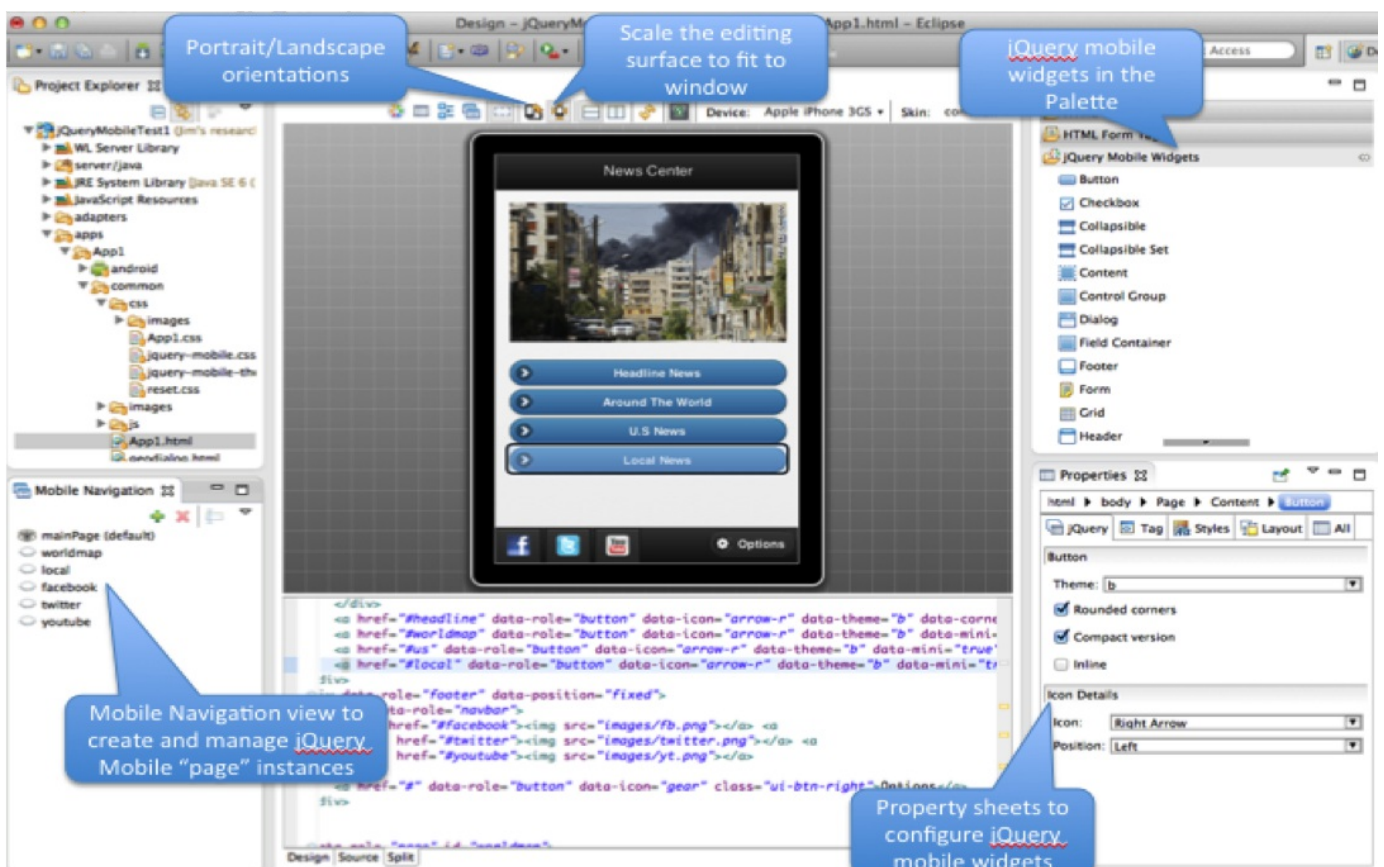 Design – jQueryM
App1.html – Eclipse
Portrait/Landscape
orientations
Scale the editing
surface to fit to
window
jQuery mobile
widgets in the
Palette
Access
Project Explorer
jQueryMobileTest1 (Jim's researc
WL Server Library
server/java
JRE System Library [Java SE 6 (
JavaScript Resources
adapters
apps
App1
android
common
css
images
App1.css
jquery-mobile.css
jquery-mobile-the
reset.css
images
js
App1.html
geodialog.html
Device: Apple iPhone 3GS Skin:
News Center
Headline News
Around The World
U.S News
Local News
Options
HTML Form
jQuery Mobile Widgets
Button
Checkbox
Collapsible
Collapsible Set
Content
Control Group
Dialog
Field Container
Footer
Form
Grid
Header
Mobile Navigation
mainPage (default)
worldmap
local
facebook
twitter
youtube
Mobile Navigation view to
create and manage jQuery
Mobile “page” instances
</div>
<a href="#headline" data-role="button" data-icon="arrow-r" data-theme="b" data-corne
<a href="#worldmap" data-role="button" data-icon="arrow-r" data-theme="b" data-mini=
<a href="#us" data-role="button" data-icon="arrow-r" data-theme="b" data-mini="true"
<a href="#local" data-role="button" data-icon="arrow-r" data-theme="b" data-mini="tr
div>
data-role="footer" data-position="fixed">
ta-role="navbar">
href="#facebook"><img src="images/fb.png"></a> <a
href="#twitter"><img src="images/twitter.png"></a> <a
href="#youtube"><img src="images/yt.png"></a>
<a href="#" data-role="button" data-icon="gear" class="ui-btn-right">Options</a>
div>
Design Source Split
Properties
html body Page Content Button
jQuery Tag Styles Layout All
Button
Theme: b
Rounded corners
Compact version
Inline
Icon Details
Icon: Right Arrow
Position: Left
Property sheets to
configure jQuery
mobile widgets